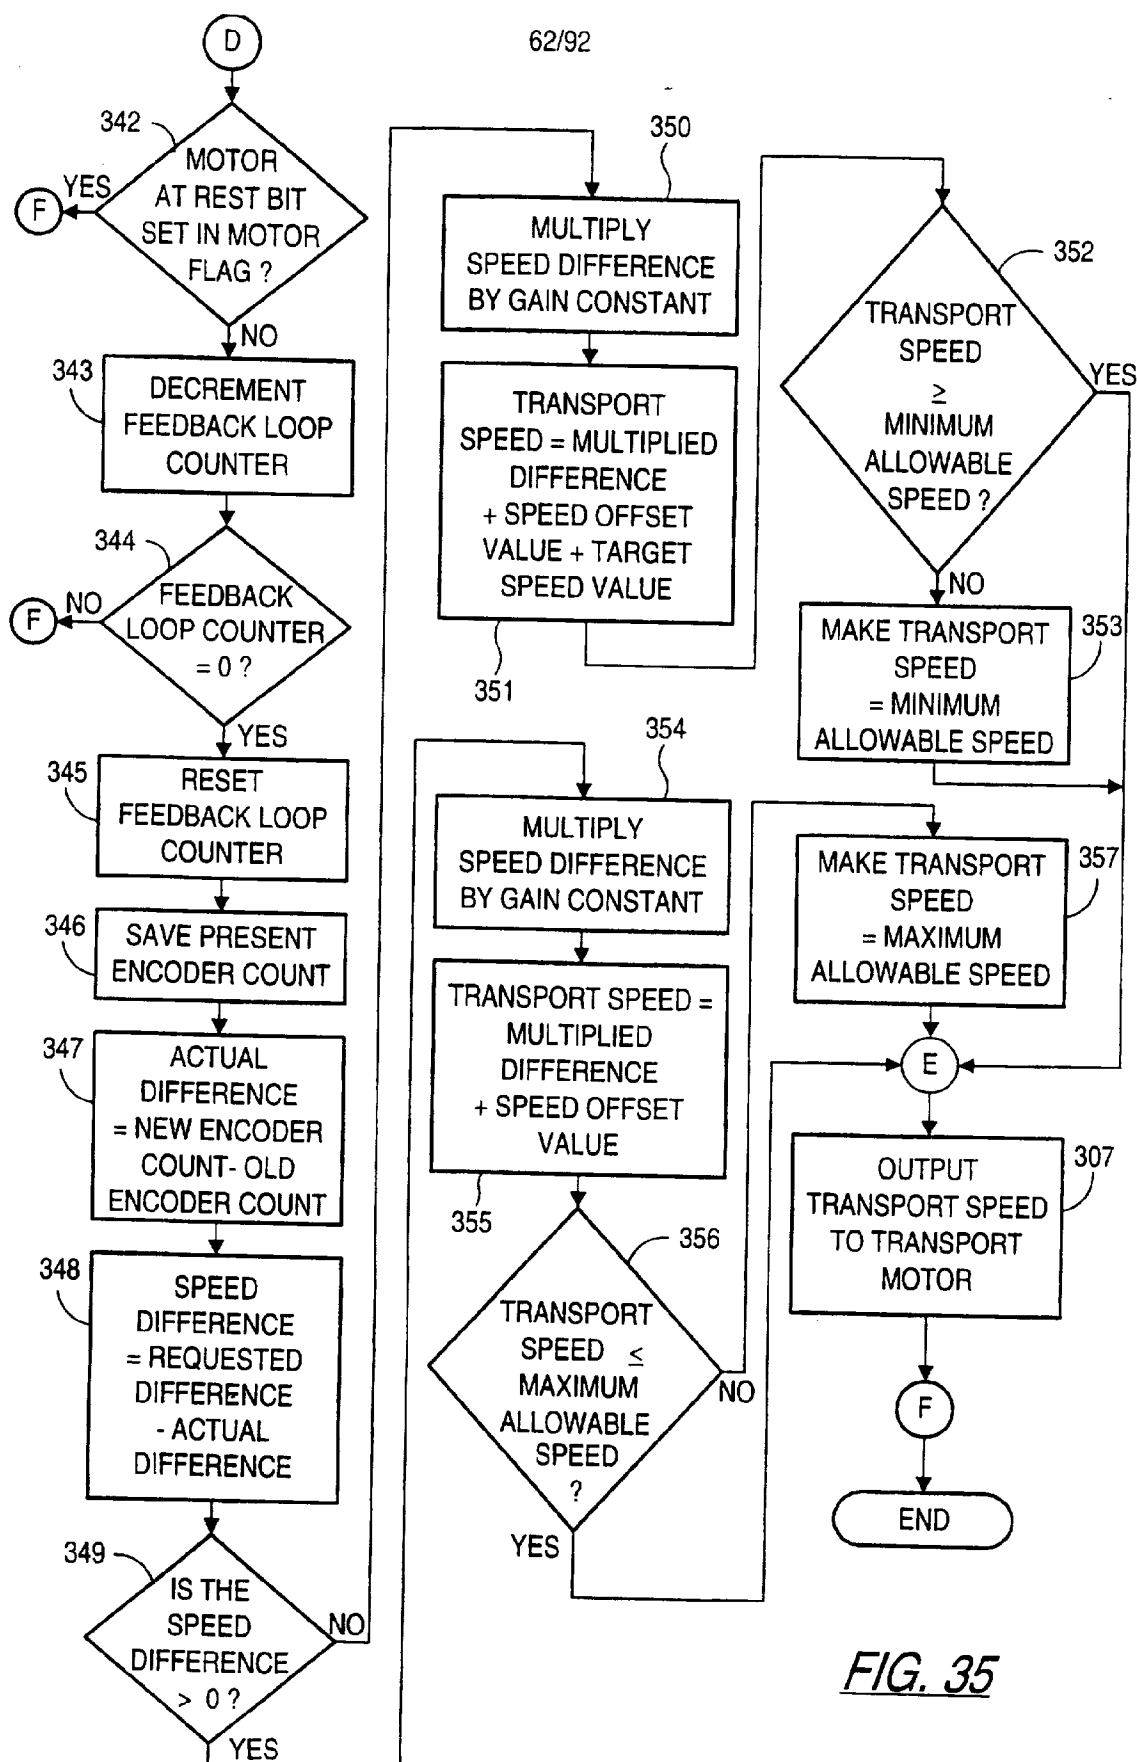 62/92
D
342
MOTOR
AT REST BIT
SET IN MOTOR
FLAG ?
YES
F
NO
343
DECREMENT
FEEDBACK LOOP
COUNTER
344
FEEDBACK
LOOP COUNTER
= 0 ?
NO
F
YES
345
RESET
FEEDBACK LOOP
COUNTER
346
SAVE PRESENT
ENCODER COUNT
347
ACTUAL
DIFFERENCE
= NEW ENCODER
COUNT- OLD
ENCODER COUNT
348
SPEED
DIFFERENCE
= REQUESTED
DIFFERENCE
- ACTUAL
DIFFERENCE
349
IS THE
SPEED
DIFFERENCE
> 0 ?
NO
YES
350
MULTIPLY
SPEED DIFFERENCE
BY GAIN CONSTANT
TRANSPORT
SPEED = MULTIPLIED
DIFFERENCE
+ SPEED OFFSET
VALUE + TARGET
SPEED VALUE
351
354
MULTIPLY
SPEED DIFFERENCE
BY GAIN CONSTANT
TRANSPORT SPEED =
MULTIPLIED
DIFFERENCE
+ SPEED OFFSET
VALUE
355
356
TRANSPORT
SPEED ≤
MAXIMUM
ALLOWABLE
SPEED
?
NO
YES
352
TRANSPORT
SPEED
≥
MINIMUM
ALLOWABLE
SPEED ?
YES
NO
353
MAKE TRANSPORT
SPEED
= MINIMUM
ALLOWABLE SPEED
357
MAKE TRANSPORT
SPEED
= MAXIMUM
ALLOWABLE SPEED
E
307
OUTPUT
TRANSPORT SPEED
TO TRANSPORT
MOTOR
F
END
FIG. 35